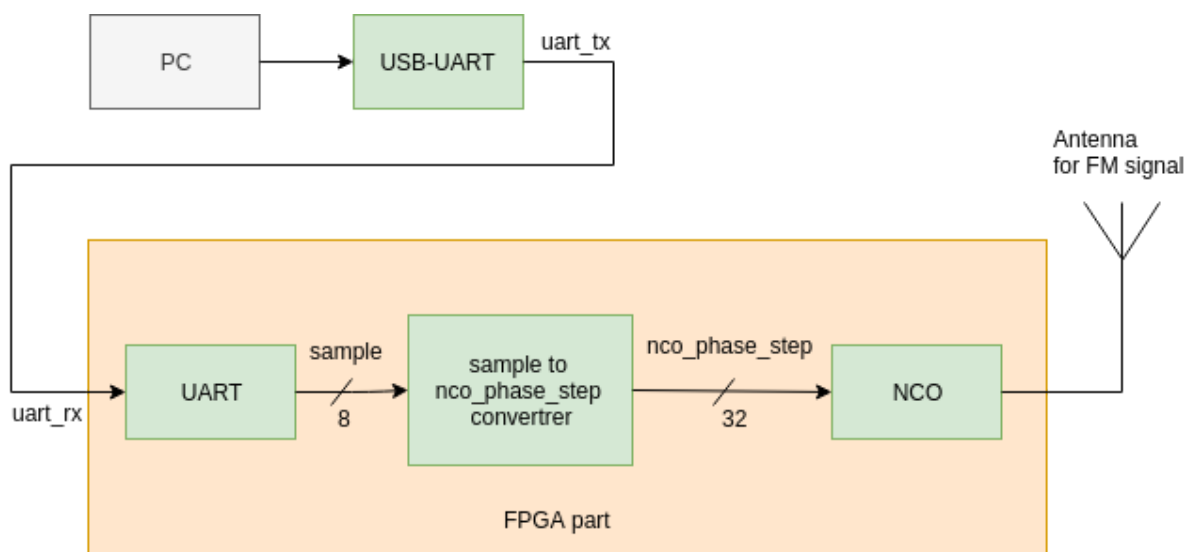 PC
USB-UART
uart_tx
Antenna
for FM signal
uart_rx
UART
sample
8
sample to
nco_phase_step
convertrer
nco_phase_step
32
NCO
FPGA part